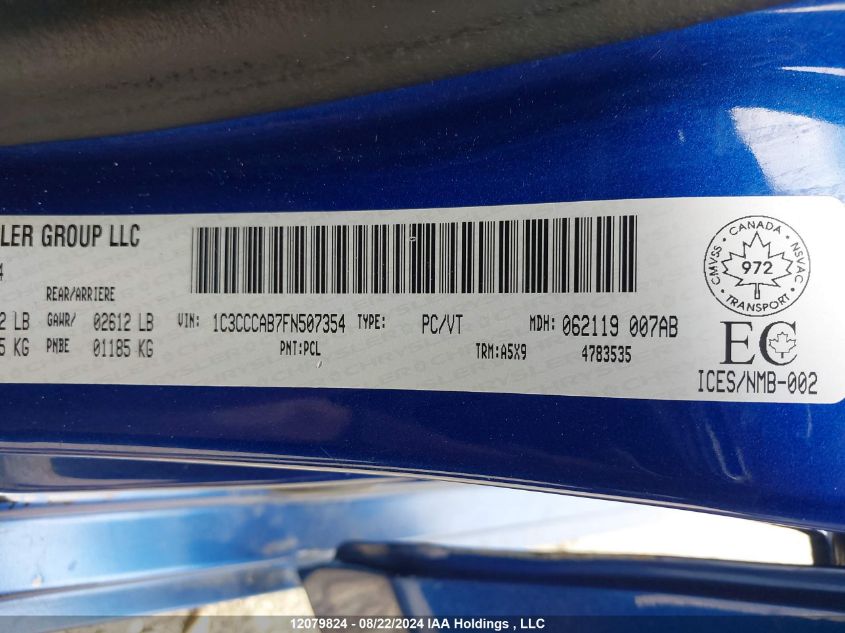 LER GROUP LLC
4
REAR/ARRIERE
2 LB GAWR/ 02612 LB
5 KG PNBE 01185 KG
VIN: 1C3CCCAB7FN507354 TYPE: PC/VT MDH: 062119 007AB
PNT:PCL TRM:A5X9 4783535
CANADA
CMVSS NSVAC
972
TRANSPORT
EC
ICES/NMB-002
12079824 - 08/22/2024 IAA Holdings , LLC